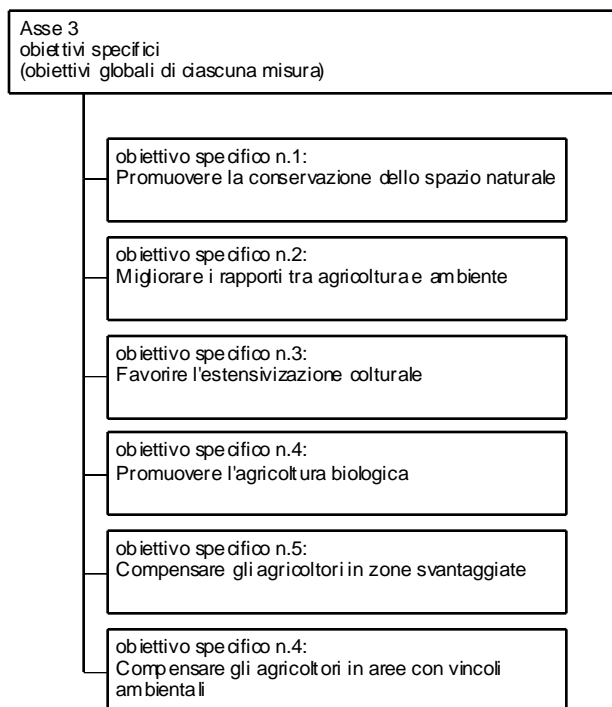 Asse 3
obiettivi specifici
(obiettivi globali di ciascuna misura)
obiettivo specifico n.1:
Promuovere la conservazione dello spazio naturale
obiettivo specifico n.2:
Migliorare i rapporti tra agricoltura e ambiente
obiettivo specifico n.3:
Favorire l'estensivizazione colturale
obiettivo specifico n.4:
Promuovere l'agricoltura biologica
obiettivo specifico n.5:
Compensare gli agricoltori in zone svantaggiate
obiettivo specifico n.4:
Compensare gli agricoltori in aree con vincoli
ambientali